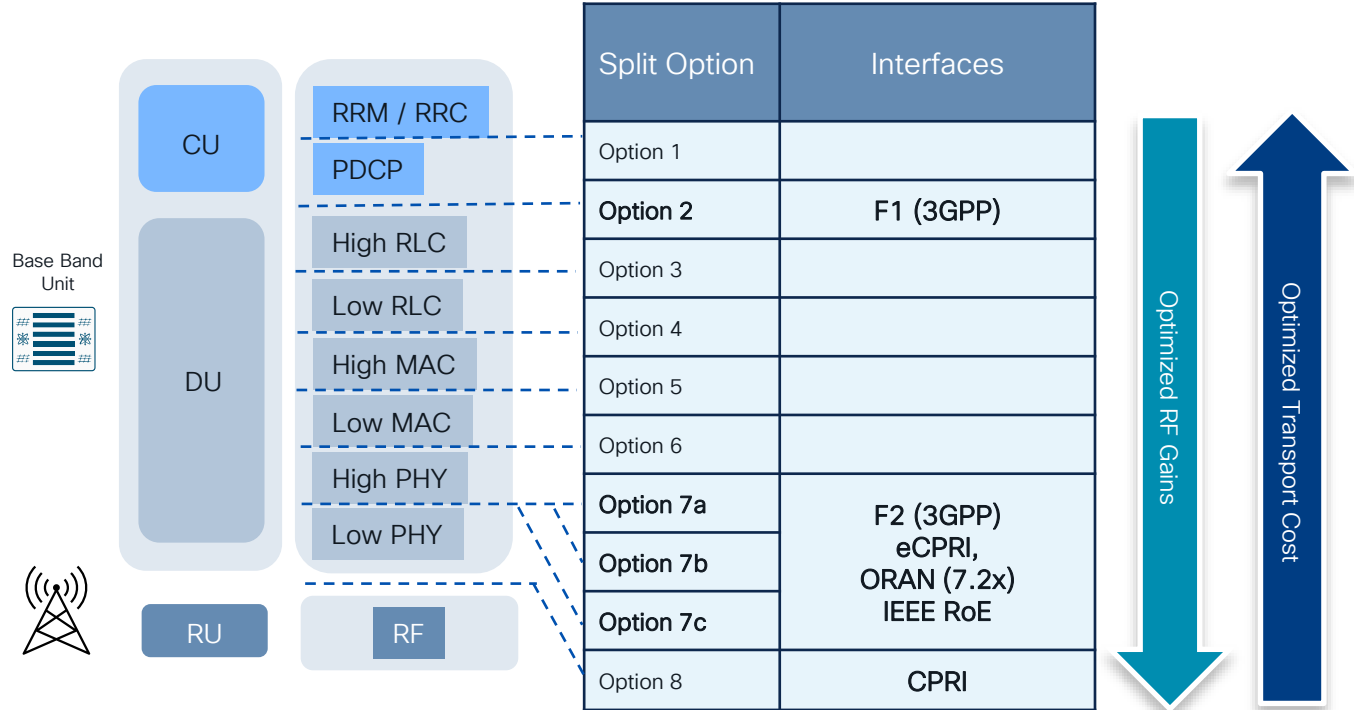 Base Band
Unit
CU
DU
RU
RRM / RRC
PDCP
High RLC
Low RLC
High MAC
Low MAC
High PHY
Low PHY
RF
Split Option
Interfaces
Option 1
Option 2
F1 (3GPP)
Option 3
Option 4
Option 5
Option 6
Option 7a
Option 7b
Option 7c
F2 (3GPP)
eCPRI,
ORAN (7.2x)
IEEE RoE
Option 8
CPRI
Optimized RF Gains
Optimized Transport Cost